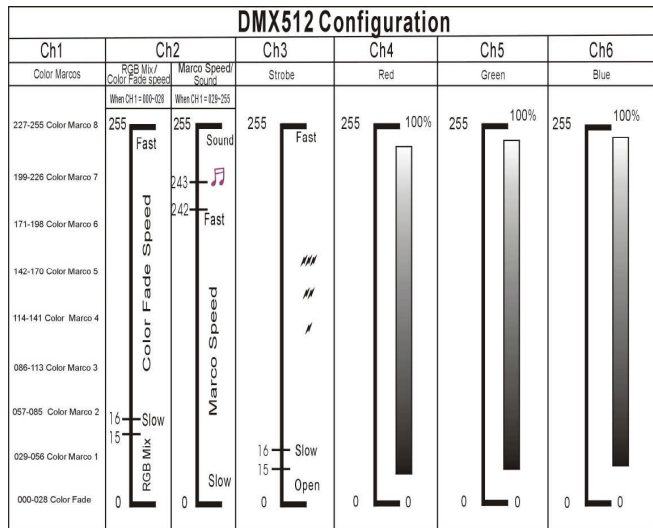 DMX512 Configuration
Ch1 Ch2 Ch3 Ch4 Ch5 Ch6
Color Marcos
RGB Mix/
Color Fade speed
Marco Speed/
Sound
Strobe
Red
Green
Blue
When CH 1 = 000~028
When CH 1 = 029~255
227-255 Color Marco 8
199-226 Color Marco 7
171-198 Color Marco 6
142-170 Color Marco 5
114-141 Color Marco 4
086-113 Color Marco 3
057-085 Color Marco 2
029-056 Color Marco 1
000-028 Color Fade
255
Fast
Color Fade Speed
16 Slow
15
RGB Mix
0
255
Sound
243
242
Fast
Marco Speed
Slow
0
255
Fast
16 Slow
15
Open
0
255 100%
0 0
255 100%
0 0
255 100%
0 0